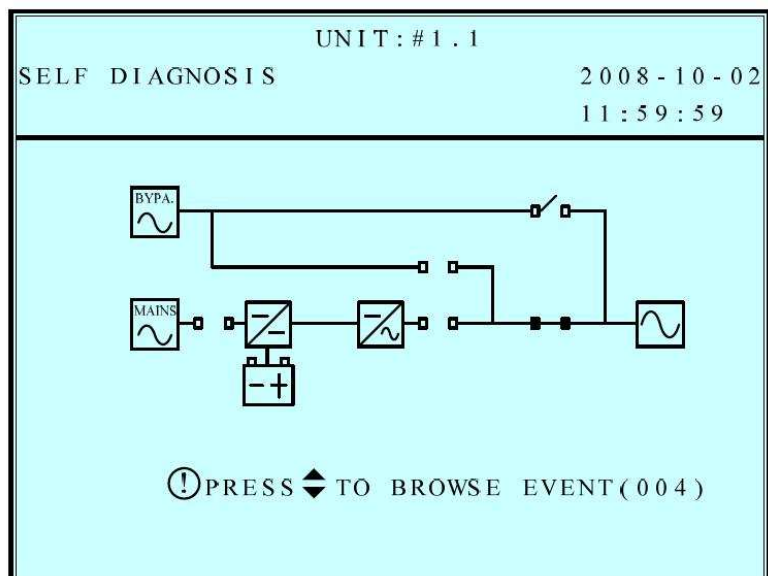 UNIT:#1.1
SELF DIAGNOSIS
2008-10-02
11:59:59
BYPA.
MAINS
PRESS TO BROWSE EVENT(004)